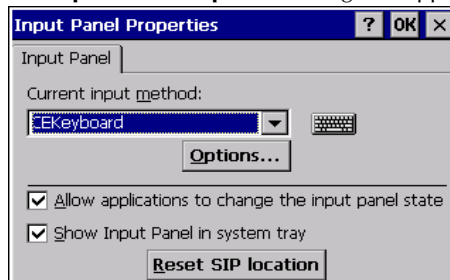 Input Panel Properties ? OK ×
Input Panel
Current input method:
CEKeyboard
Options...
Allow applications to change the input panel state
Show Input Panel in system tray
Reset SIP location